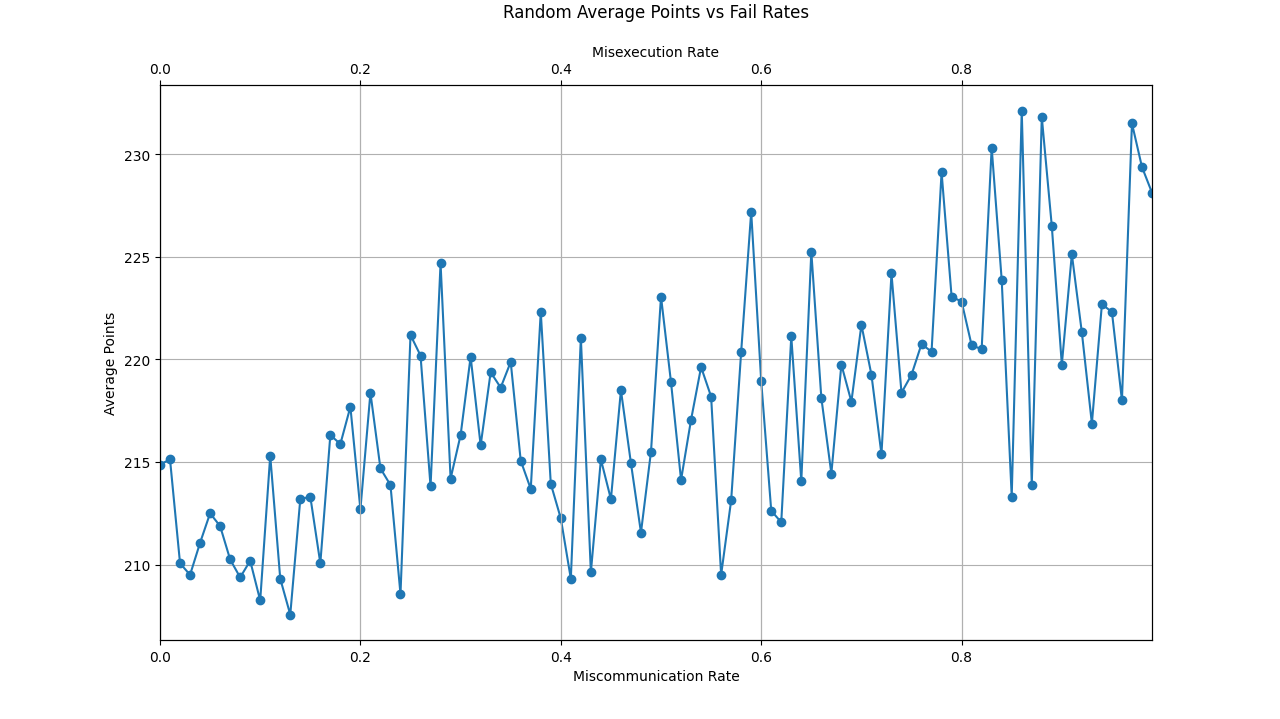 Random Average Points vs Fail Rates
Misexecution Rate
0.0 0.2 0.4 0.6 0.8
230
225
220
215
210
Average Points
0.0 0.2 0.4 0.6 0.8
Miscommunication Rate